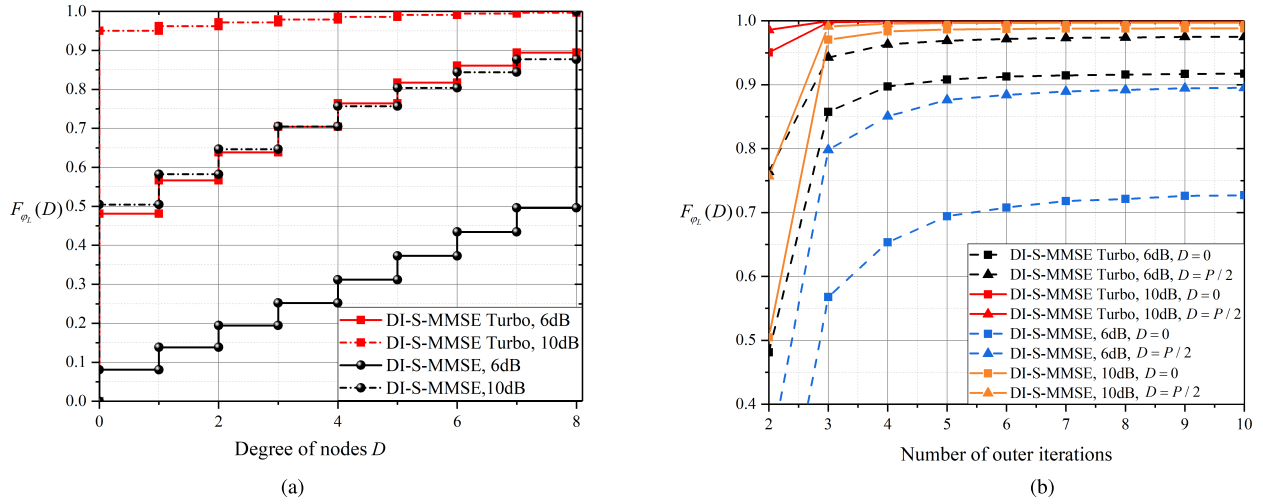 1.0
0.9
0.8
0.7
0.6
0.5
0.4
0.3
0.2
0.1
0.0
F_{φ_L}(D)
0 2 4 6 8
Degree of nodes D
DI-S-MMSE Turbo, 6dB
DI-S-MMSE Turbo, 10dB
DI-S-MMSE, 6dB
DI-S-MMSE,10dB
(a)
1.0
0.9
0.8
0.7
0.6
0.5
0.4
F_{φ_L}(D)
2 3 4 5 6 7 8 9 10
Number of outer iterations
DI-S-MMSE Turbo, 6dB, D = 0
DI-S-MMSE Turbo, 6dB, D = P / 2
DI-S-MMSE Turbo, 10dB, D = 0
DI-S-MMSE Turbo, 10dB, D = P / 2
DI-S-MMSE, 6dB, D = 0
DI-S-MMSE, 6dB, D = P / 2
DI-S-MMSE, 10dB, D = 0
DI-S-MMSE, 10dB, D = P / 2
(b)